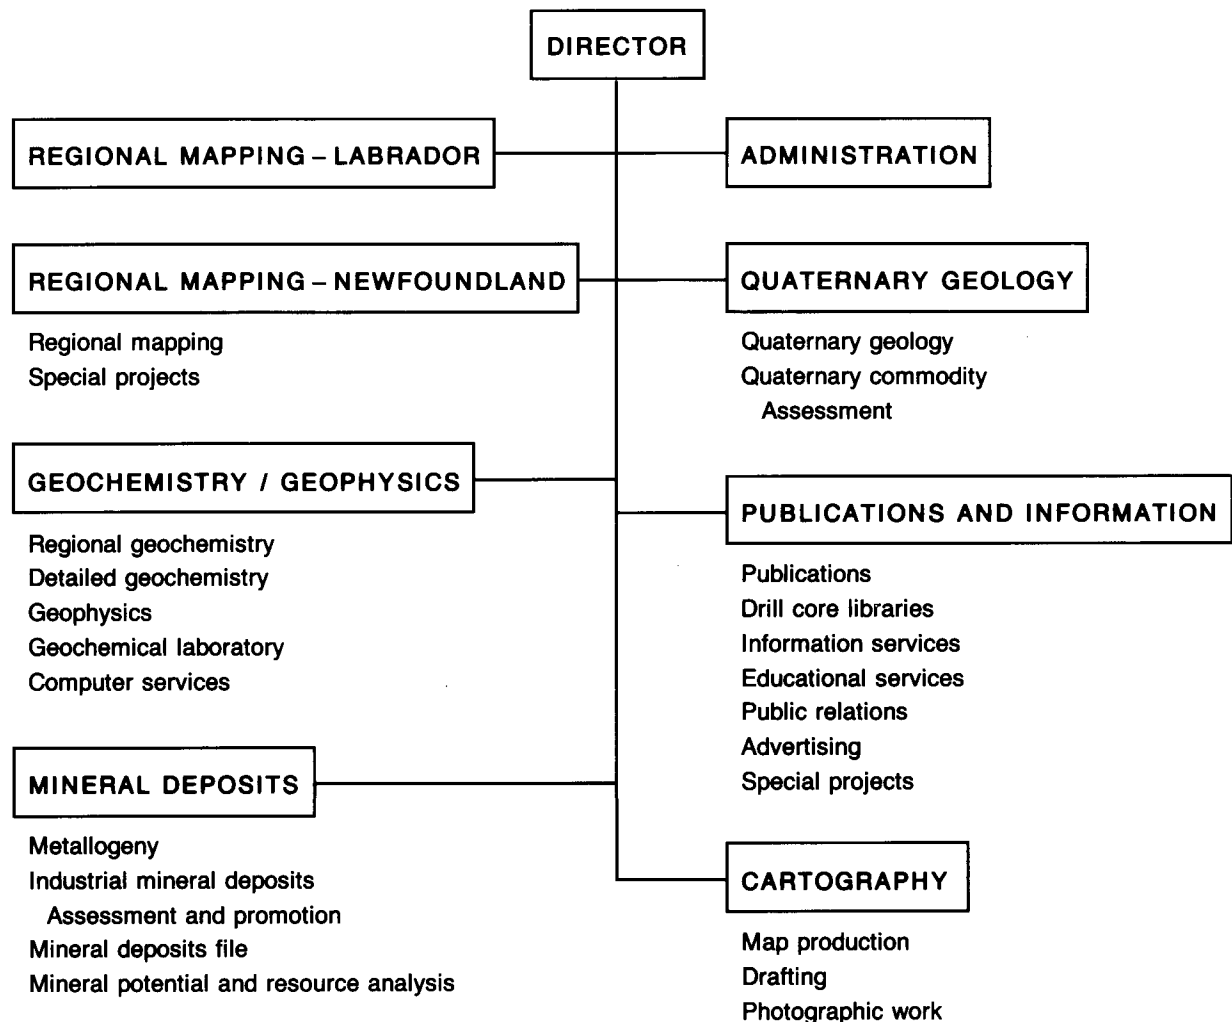 DIRECTOR
REGIONAL MAPPING – LABRADOR
ADMINISTRATION
REGIONAL MAPPING – NEWFOUNDLAND
Regional mapping
Special projects
QUATERNARY GEOLOGY
Quaternary geology
Quaternary commodity
Assessment
GEOCHEMISTRY / GEOPHYSICS
Regional geochemistry
Detailed geochemistry
Geophysics
Geochemical laboratory
Computer services
PUBLICATIONS AND INFORMATION
Publications
Drill core libraries
Information services
Educational services
Public relations
Advertising
Special projects
MINERAL DEPOSITS
Metallogeny
Industrial mineral deposits
Assessment and promotion
Mineral deposits file
Mineral potential and resource analysis
CARTOGRAPHY
Map production
Drafting
Photographic work